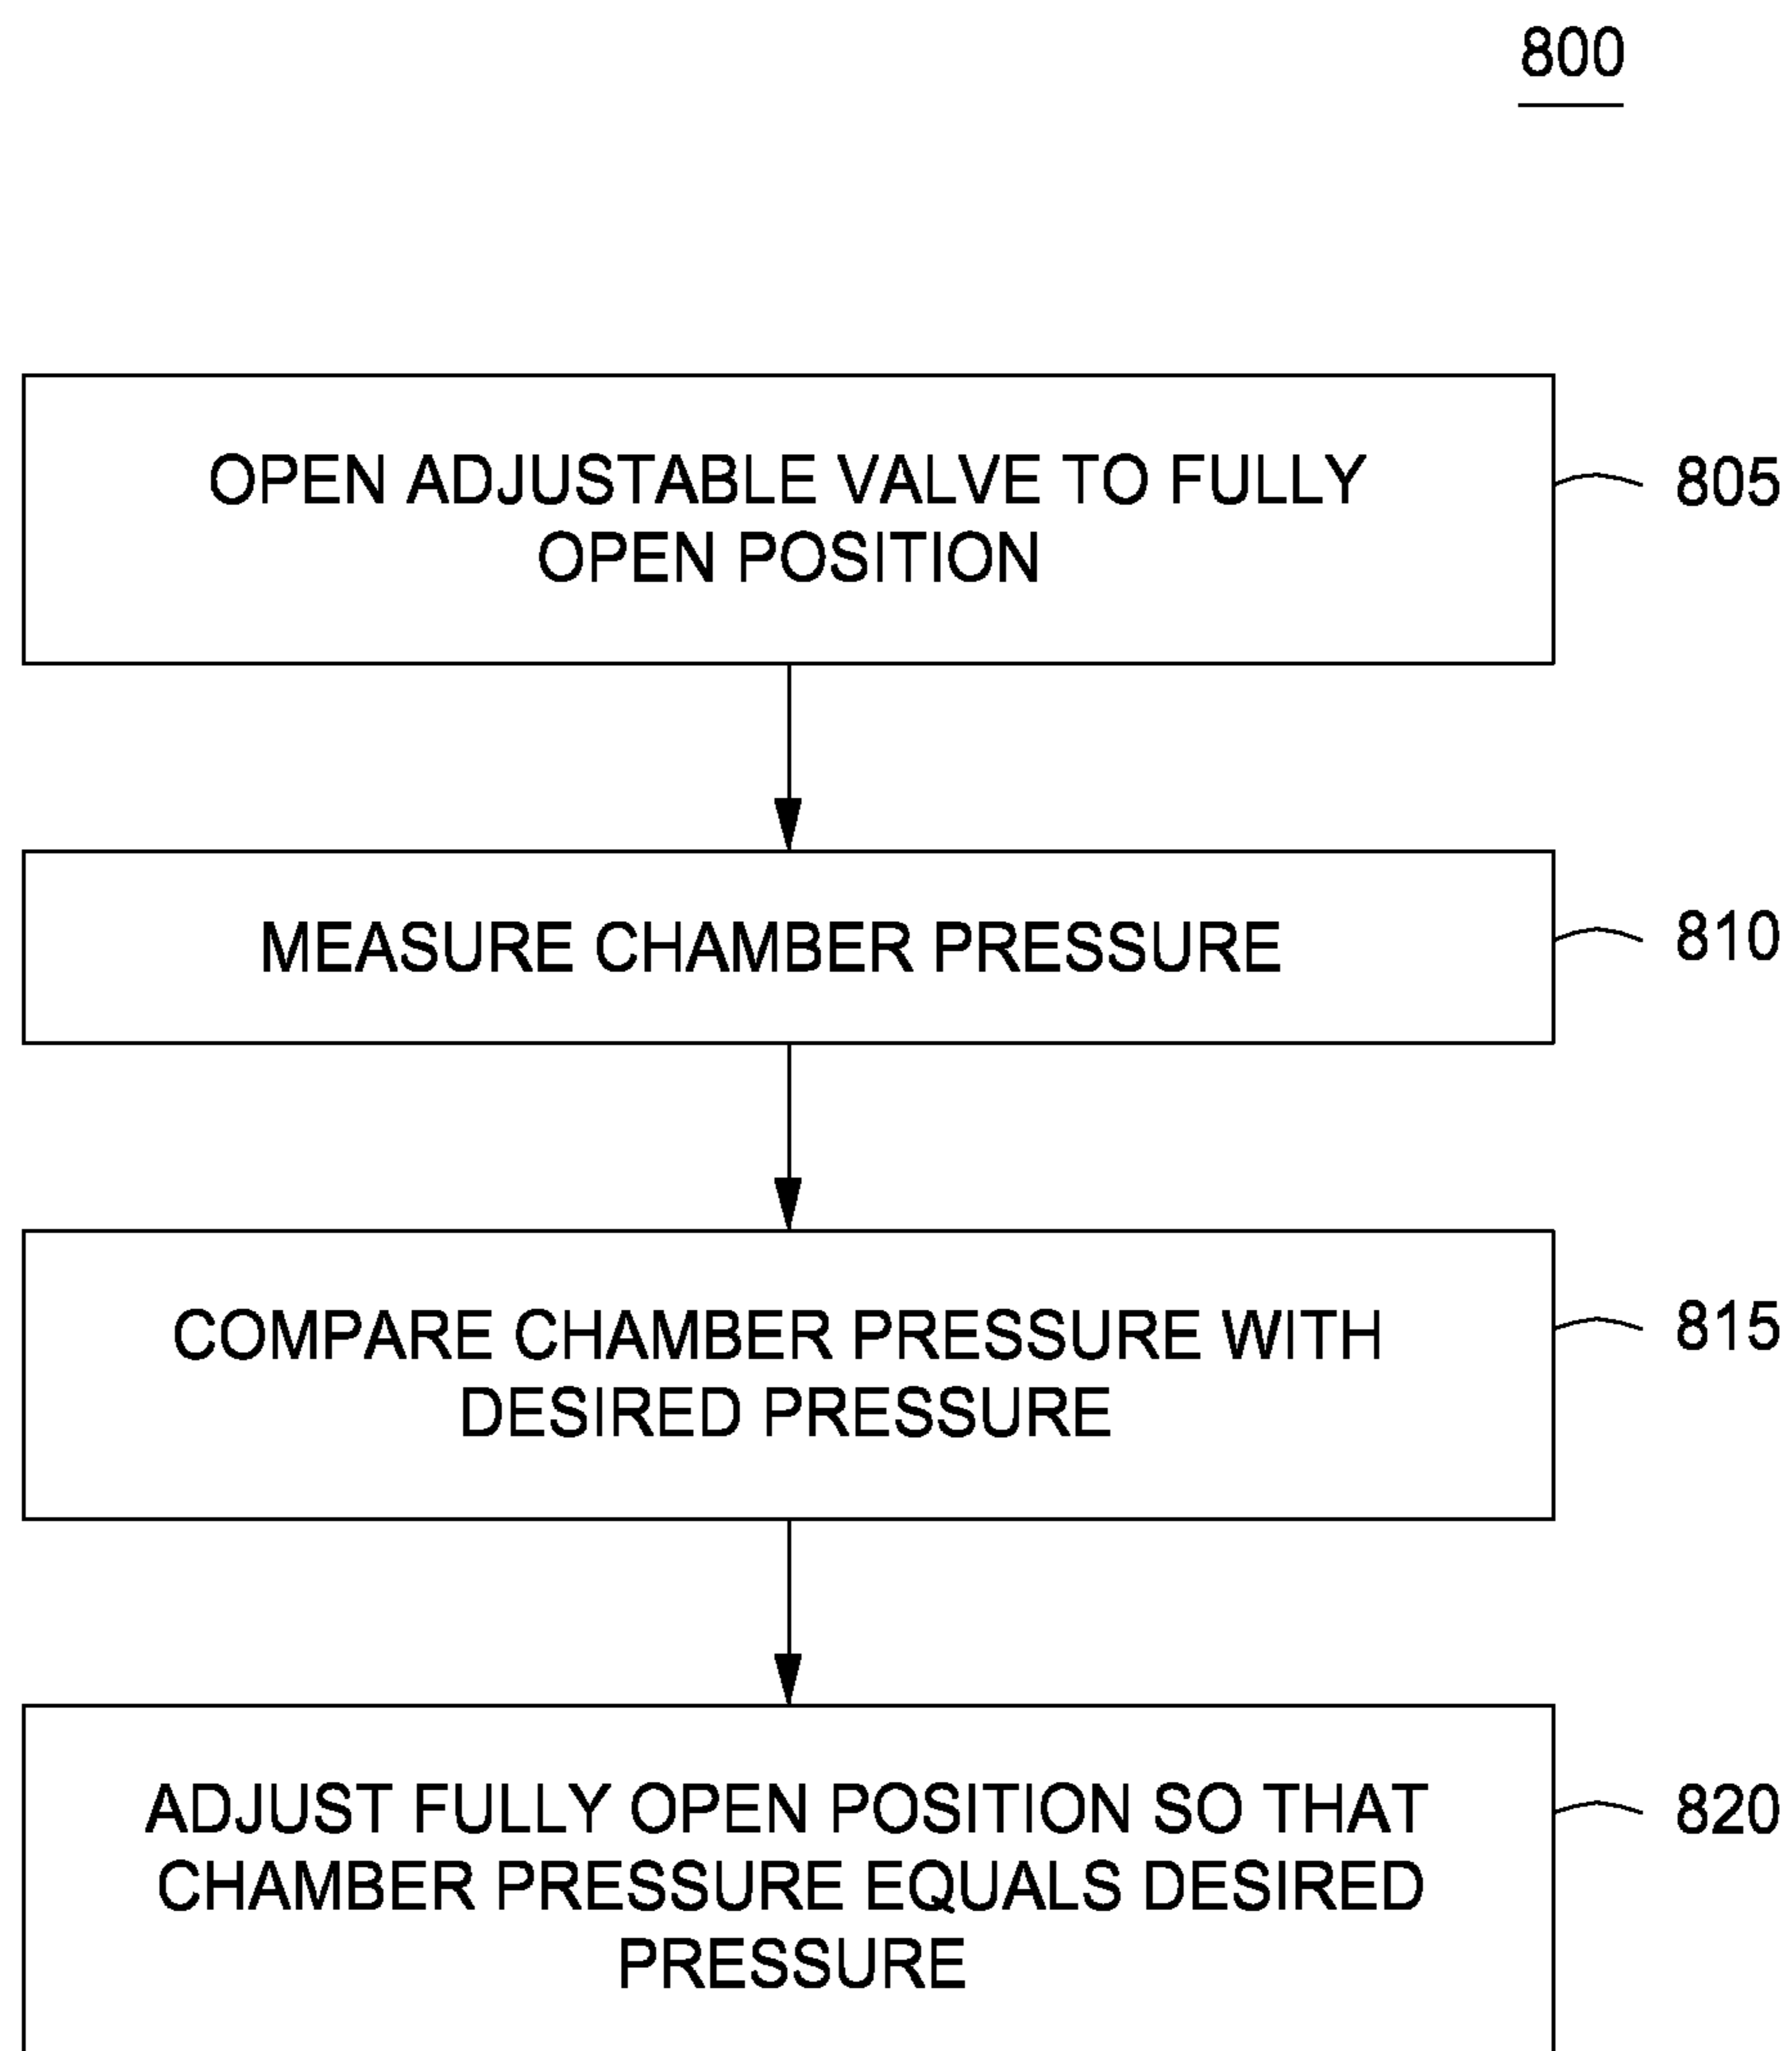 800
OPEN ADJUSTABLE VALVE TO FULLY
OPEN POSITION
805
MEASURE CHAMBER PRESSURE
810
COMPARE CHAMBER PRESSURE WITH
DESIRED PRESSURE
815
ADJUST FULLY OPEN POSITION SO THAT
CHAMBER PRESSURE EQUALS DESIRED
PRESSURE
820